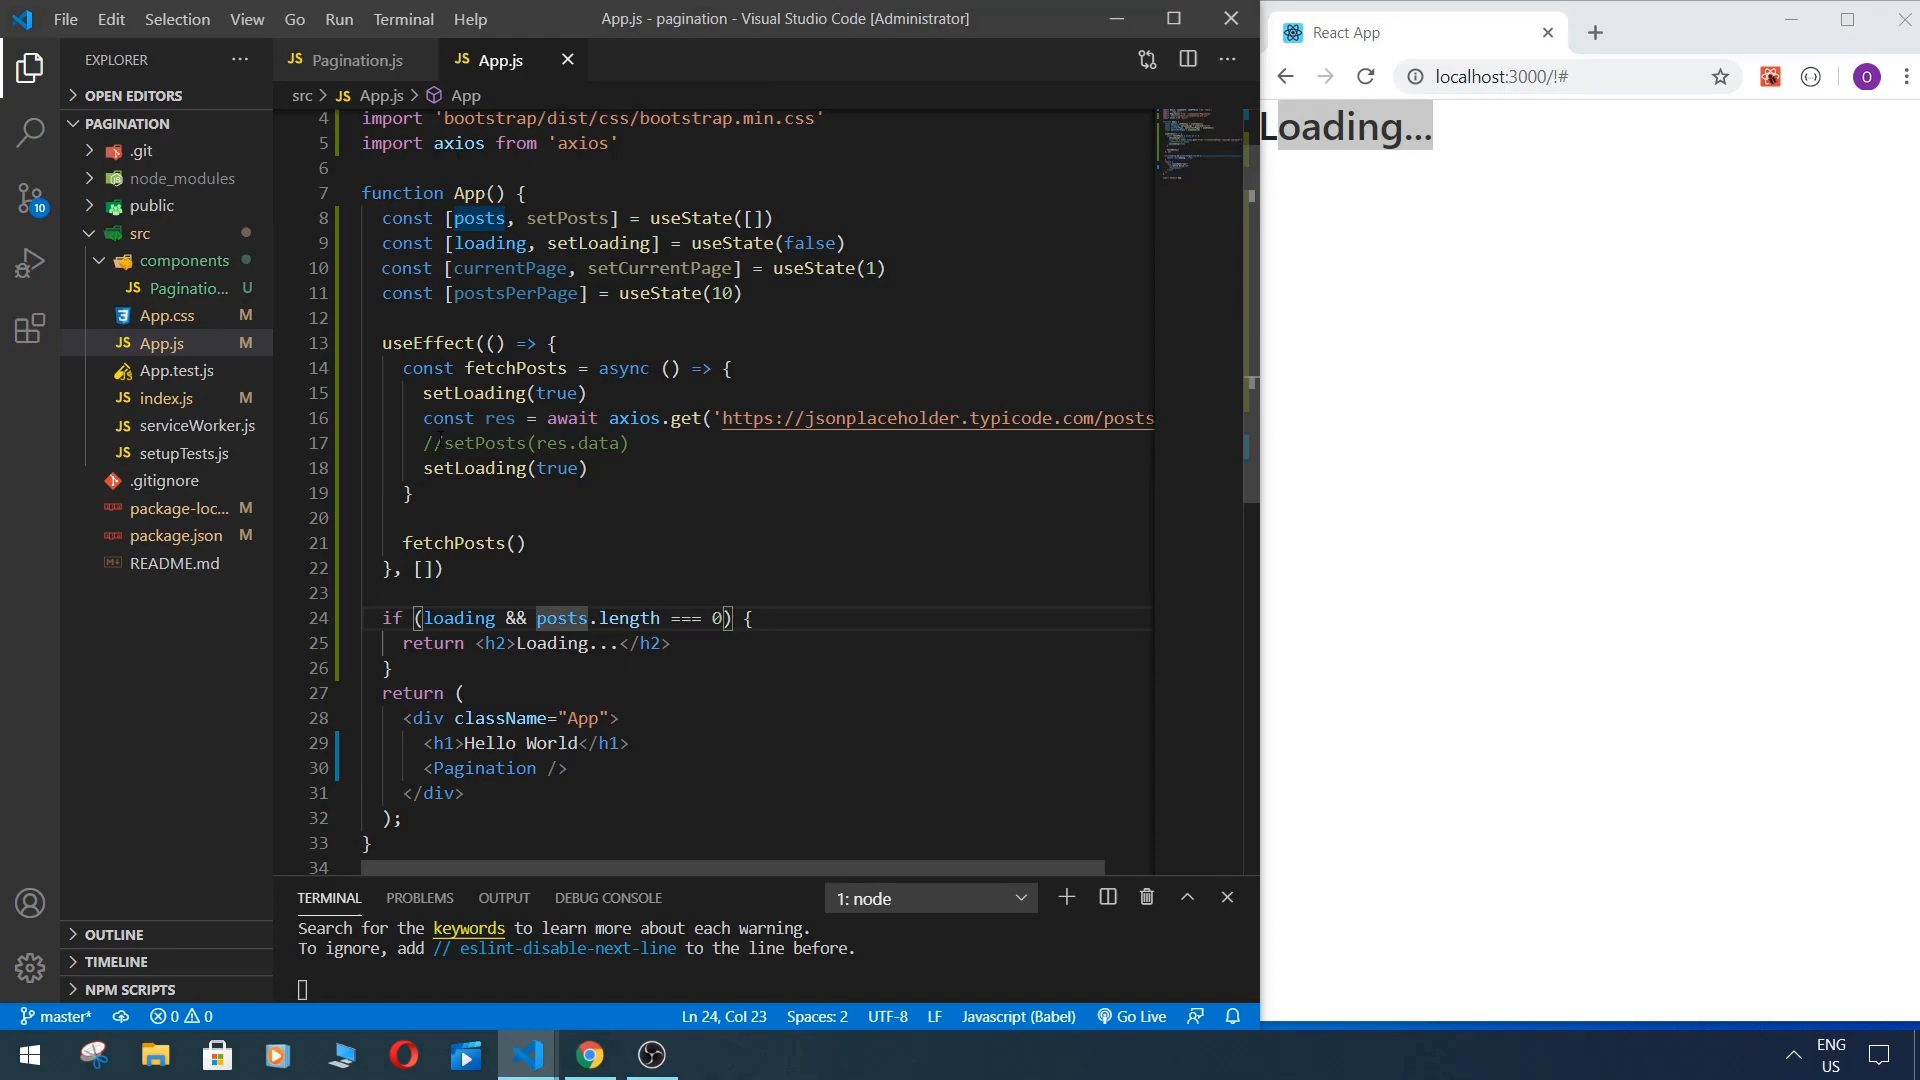 File Edit Selection View Go Run Terminal Help App.js - pagination - Visual Studio Code [Administrator]
EXPLORER
OPEN EDITORS
PAGINATION
.git
node_modules
public
src
components
Paginatio... U
App.css M
App.js M
App.test.js
index.js M
serviceWorker.js
setupTests.js
.gitignore
package-loc... M
package.json M
README.md
OUTLINE
TIMELINE
NPM SCRIPTS
10
JS Pagination.js JS App.js
src > JS App.js > App
4 import 'bootstrap/dist/css/bootstrap.min.css'
5 import axios from 'axios'
6
7 function App() {
8 const [posts, setPosts] = useState([])
9 const [loading, setLoading] = useState(false)
10 const [currentPage, setCurrentPage] = useState(1)
11 const [postsPerPage] = useState(10)
12
13 useEffect(() => {
14 const fetchPosts = async () => {
15 setLoading(true)
16 const res = await axios.get('https://jsonplaceholder.typicode.com/posts
17 //setPosts(res.data)
18 setLoading(true)
19 }
20
21 fetchPosts()
22 }, [])
23
24 if (loading && posts.length === 0) {
25 return <h2>Loading...</h2>
26 }
27 return (
28 <div className="App">
29 <h1>Hello World</h1>
30 <Pagination />
31 </div>
32 );
33 }
34
TERMINAL PROBLEMS OUTPUT DEBUG CONSOLE 1: node
Search for the keywords to learn more about each warning.
To ignore, add // eslint-disable-next-line to the line before.
master* 0 0 Ln 24, Col 23 Spaces: 2 UTF-8 LF Javascript (Babel) Go Live
React App
localhost:3000/!#
O
Loading...
ENG
US